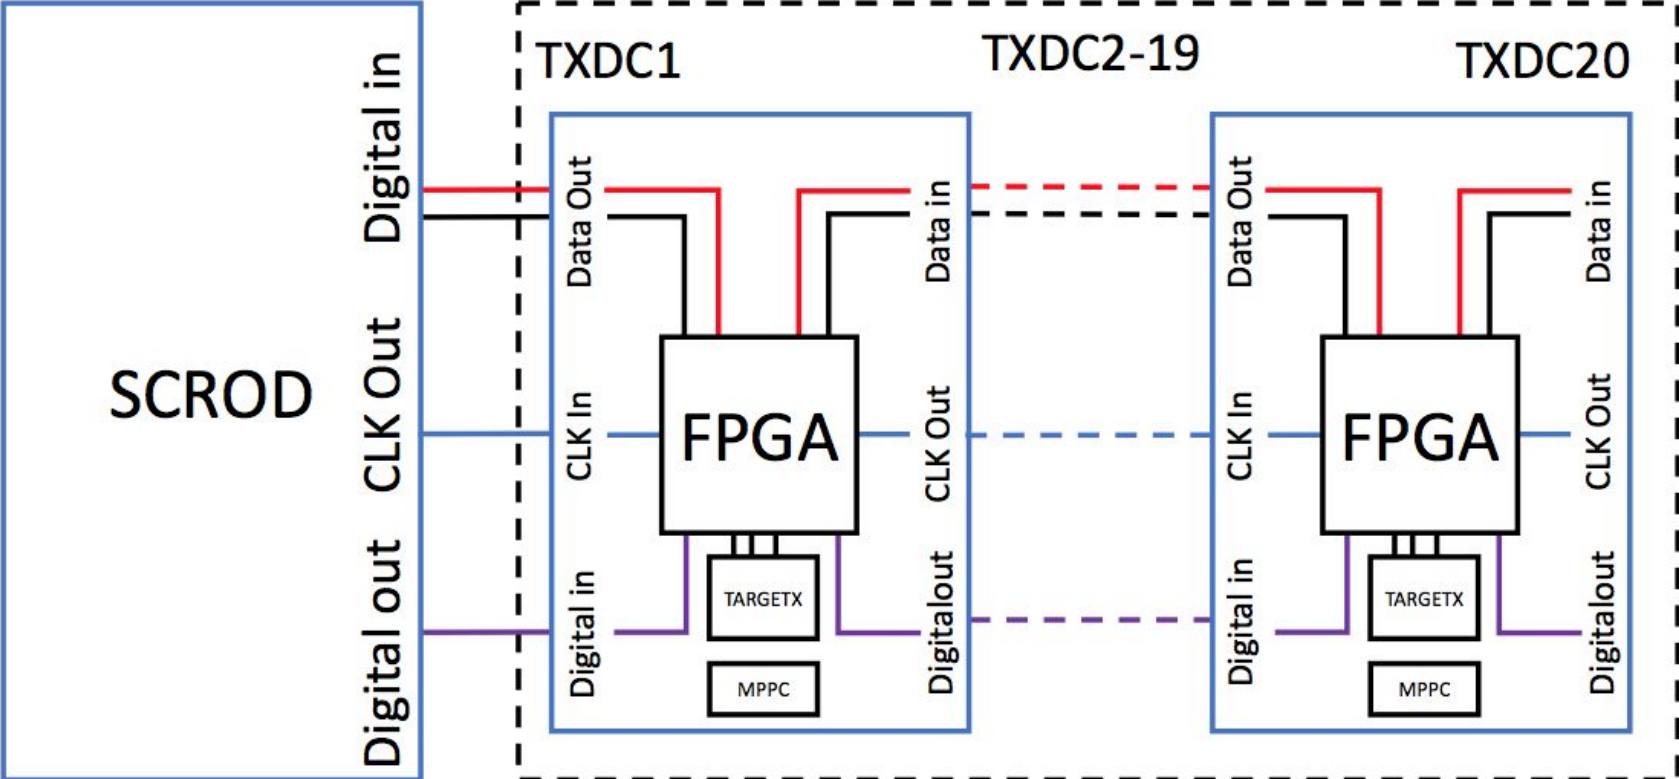 TXDC1
TXDC2-19
TXDC20
SCROD
Digital in
CLK Out
Digital out
Data Out
CLK In
Digital in
FPGA
TARGETX
MPPC
Data in
CLK Out
Digitalout
Data Out
CLK In
Digital in
FPGA
TARGETX
MPPC
Data in
CLK Out
Digitalout